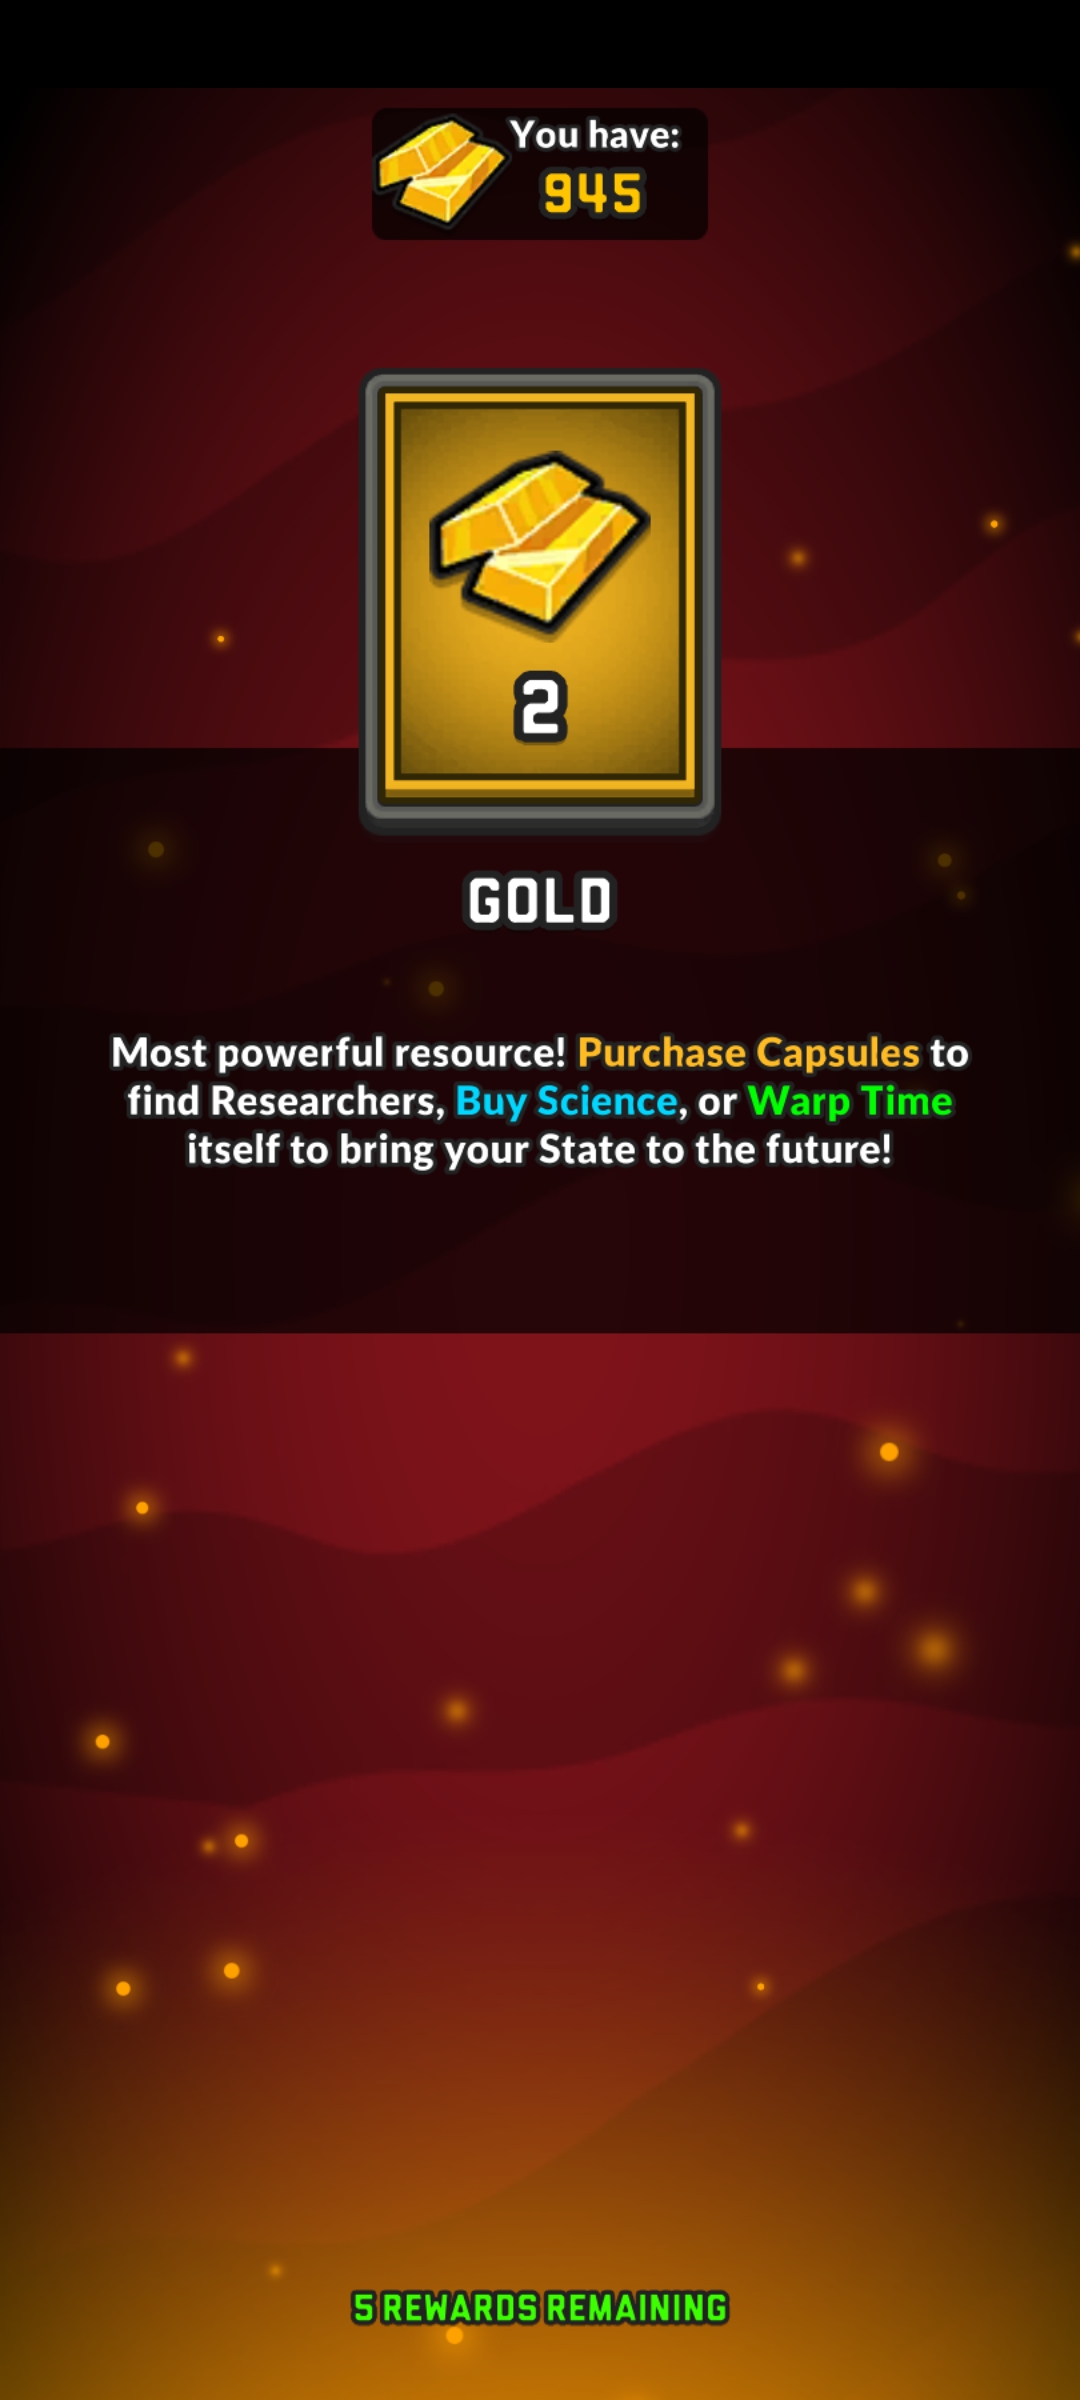 You have:
945
2
GOLD
Most powerful resource! Purchase Capsules to
find Researchers, Buy Science, or Warp Time
itself to bring your State to the future!
5 REWARDS REMAINING